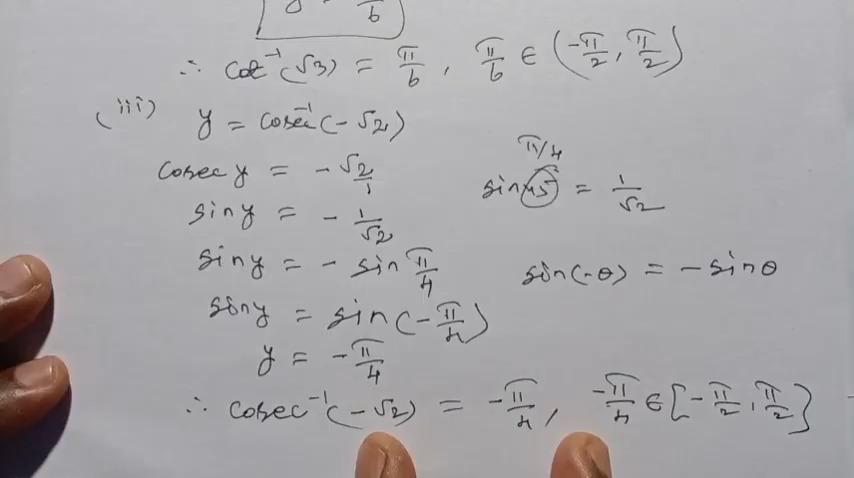 y = π/6
∴ cot⁻¹(√3) = π/6 , π/6 ∈ (-π/2, π/2)
(iii) y = cosec⁻¹(-√2)
cosec y = - √2/1
sin y = - 1/√2
π/4
sin 45 = 1/√2
sin y = - sin π/4
sin(-θ) = - sin θ
sin y = sin(-π/4)
y = -π/4
∴ cosec⁻¹(-√2) = -π/4 , -π/4 ∈ [-π/2, π/2]